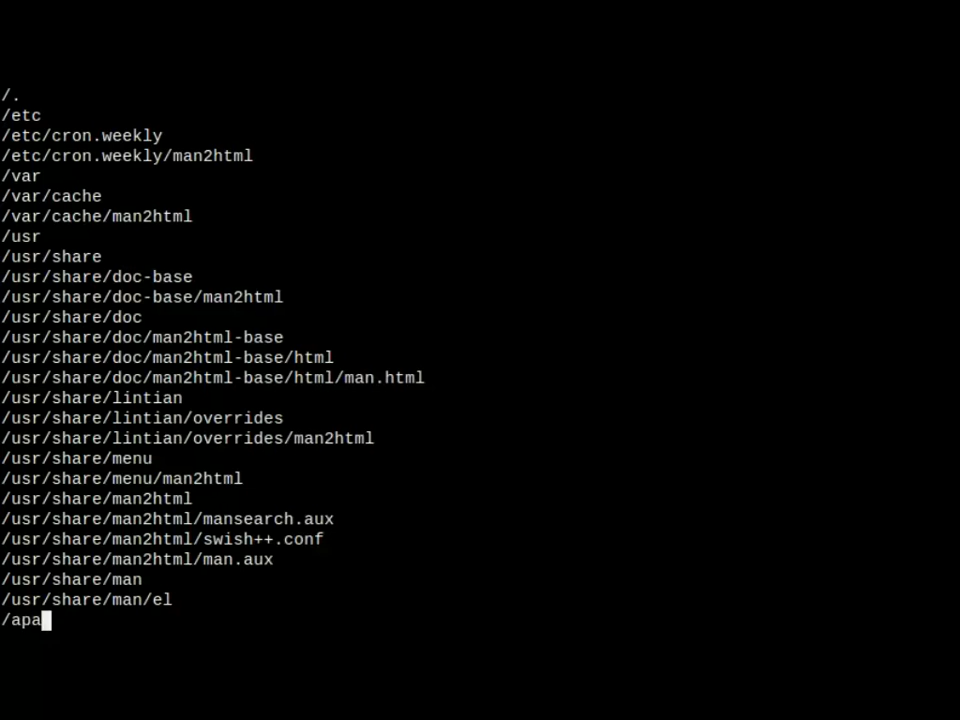 /.
/etc
/etc/cron.weekly
/etc/cron.weekly/man2html
/var
/var/cache
/var/cache/man2html
/usr
/usr/share
/usr/share/doc-base
/usr/share/doc-base/man2html
/usr/share/doc
/usr/share/doc/man2html-base
/usr/share/doc/man2html-base/html
/usr/share/doc/man2html-base/html/man.html
/usr/share/lintian
/usr/share/lintian/overrides
/usr/share/lintian/overrides/man2html
/usr/share/menu
/usr/share/menu/man2html
/usr/share/man2html
/usr/share/man2html/mansearch.aux
/usr/share/man2html/swish++.conf
/usr/share/man2html/man.aux
/usr/share/man
/usr/share/man/el
/apa